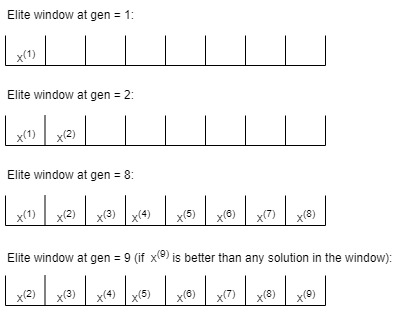 Elite window at gen = 1:
x(1)
Elite window at gen = 2:
x(1) x(2)
Elite window at gen = 8:
x(1) x(2) x(3) x(4) x(5) x(6) x(7) x(8)
Elite window at gen = 9 (if x(9) is better than any solution in the window):
x(2) x(3) x(4) x(5) x(6) x(7) x(8) x(9)